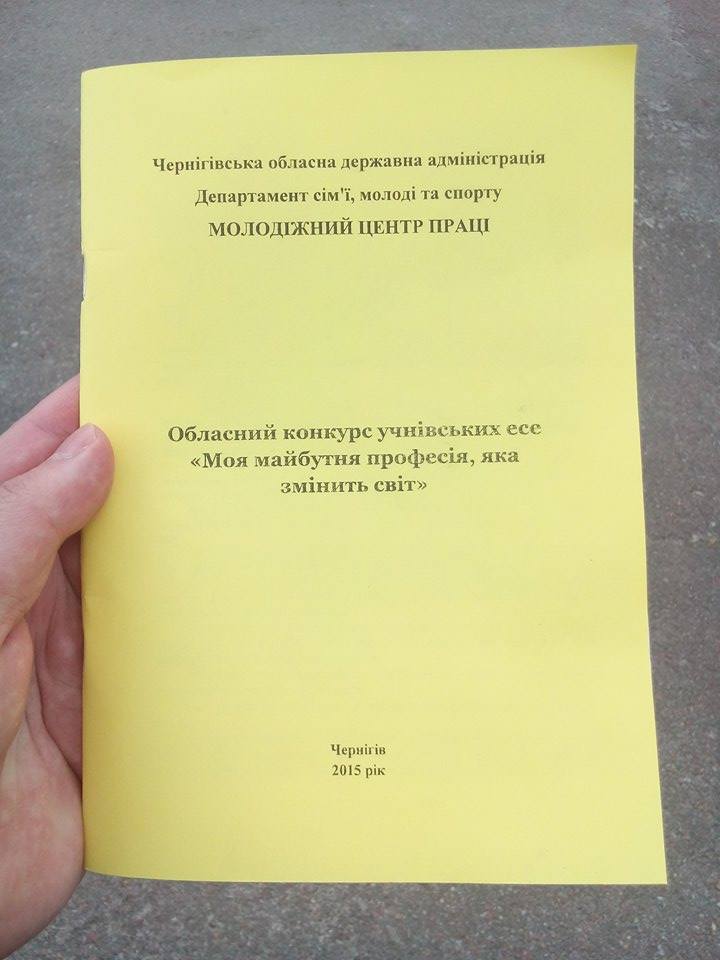 Чернігівська обласна державна адміністрація
Департамент сім'ї, молоді та спорту
МОЛОДІЖНИЙ ЦЕНТР ПРАЦІ
Обласний конкурс учнівських есе
«Моя майбутня професія, яка
змінить світ»
Чернігів
2015 рік